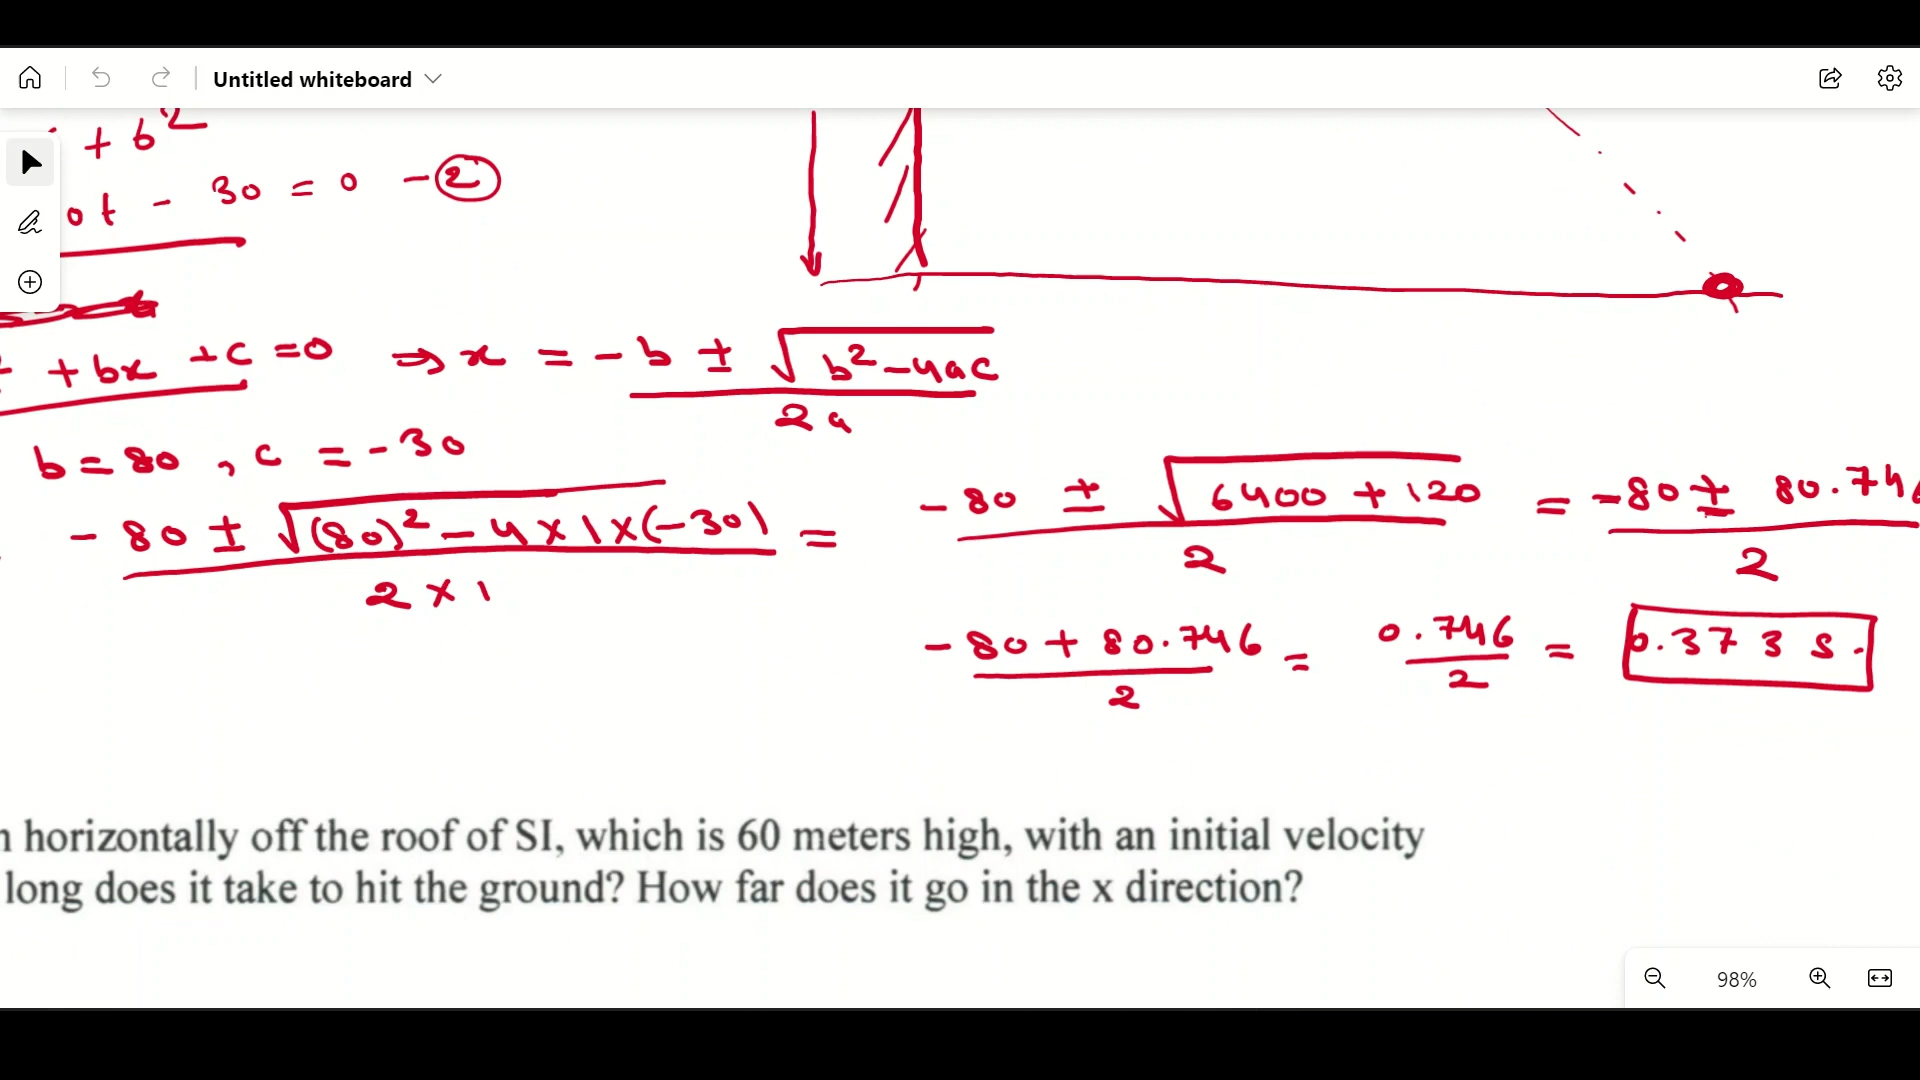 Untitled whiteboard
+ b²
0t - 30 = 0 - ②
+ bx + c = 0 ⇒ x = -b ± √(b² - 4ac) / 2a
b = 80 , c = -30
-80 ± √((80)² - 4 × 1 × (-30)) / 2 × 1 = -80 ± √(6400 + 120) / 2 = -80 ± 80.746 / 2
-80 + 80.746 / 2 = 0.746 / 2 = 0.373 s.
horizontally off the roof of SI, which is 60 meters high, with an initial velocity
long does it take to hit the ground? How far does it go in the x direction?
98%